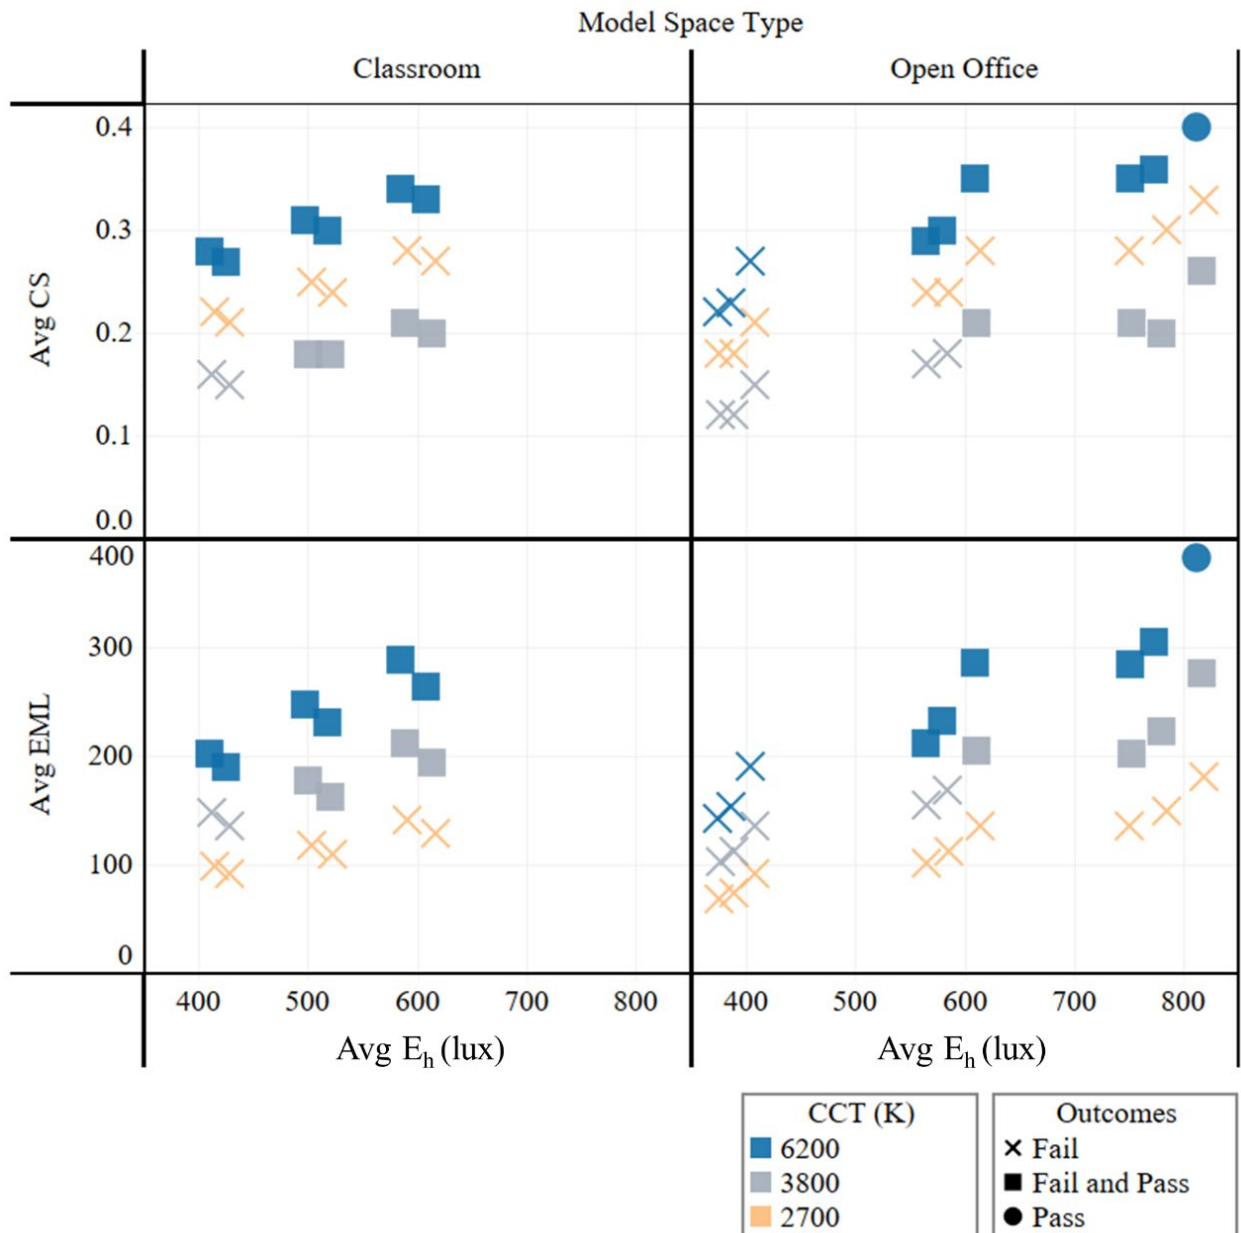 Model Space Type
Classroom Open Office
Avg CS
0.4
0.3
0.2
0.1
0.0
Avg EML
400
300
200
100
0
400 500 600 700 800 400 500 600 700 800
Avg Eh (lux) Avg Eh (lux)
CCT (K)
6200
3800
2700
Outcomes
Fail
Fail and Pass
Pass